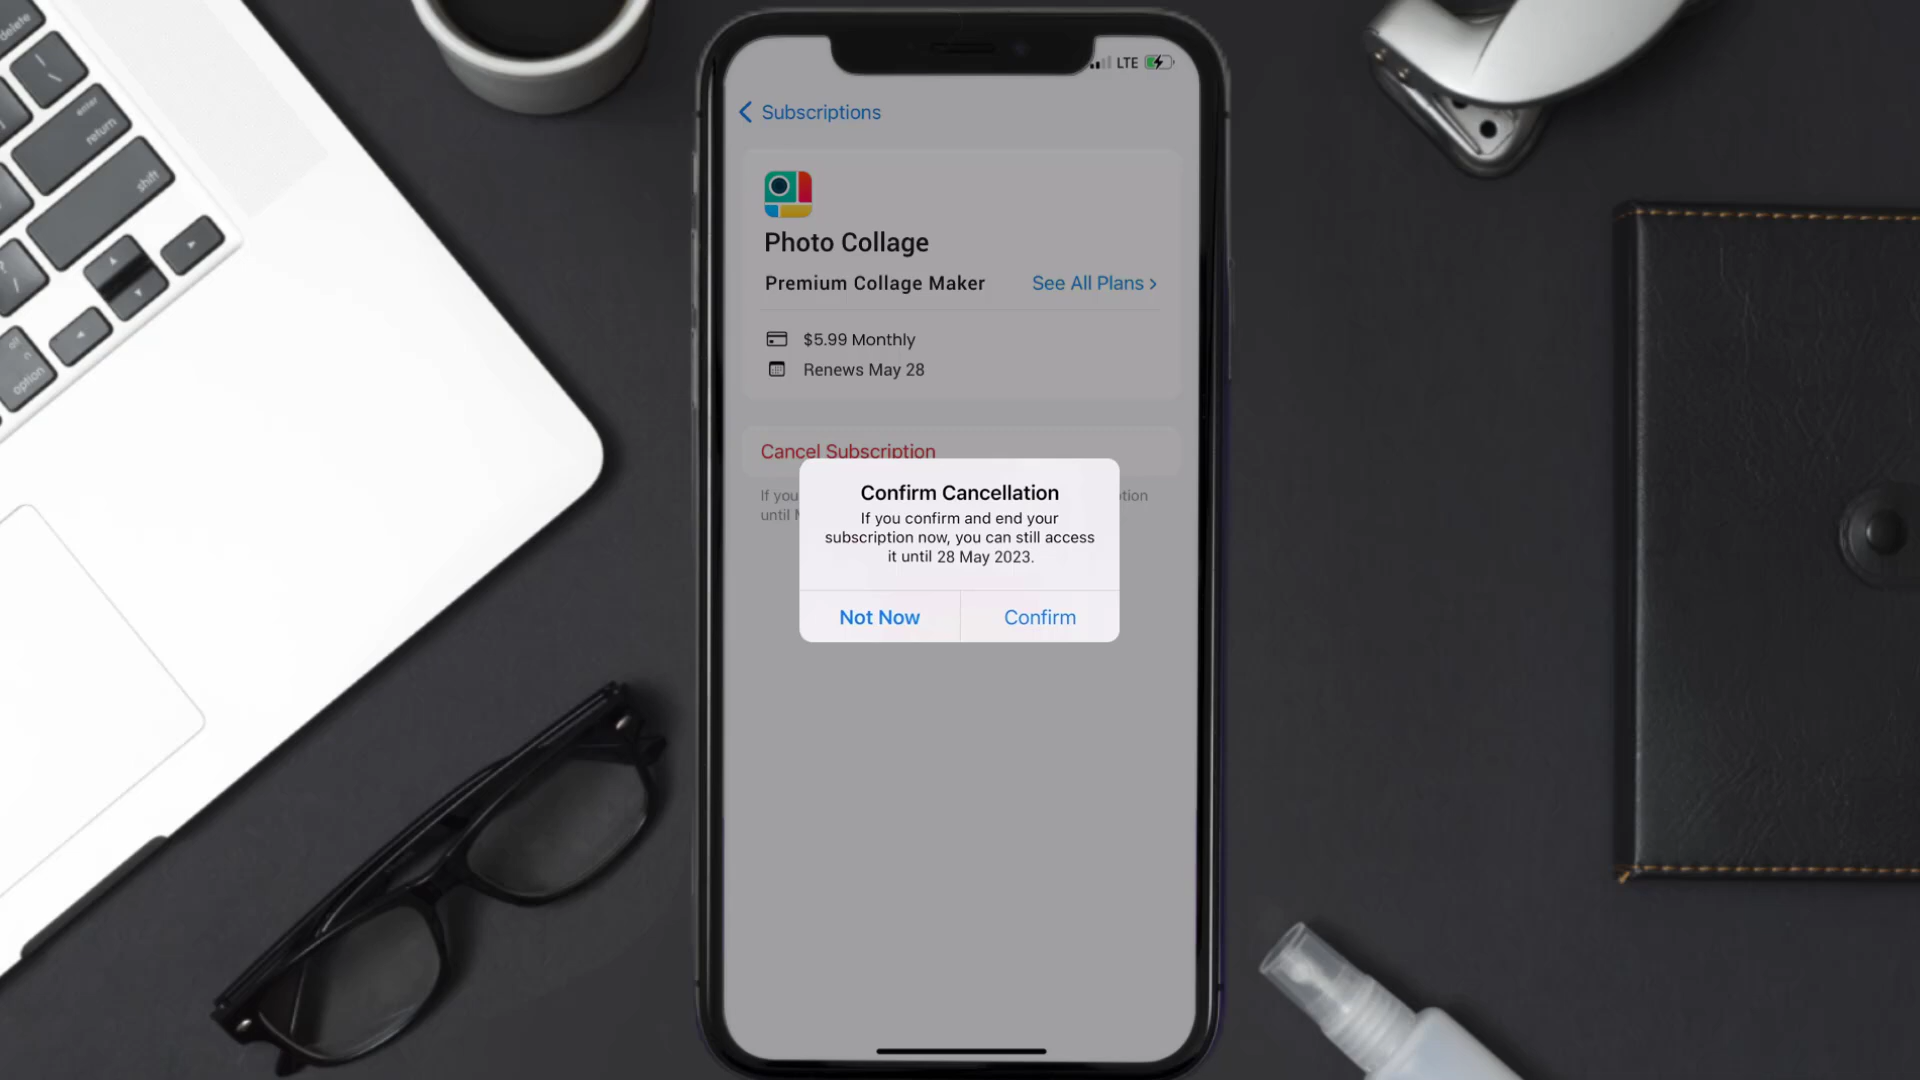 delete
enter
return
shift
alt
option
LTE
Subscriptions
Photo Collage
Premium Collage Maker
See All Plans >
$5.99 Monthly
Renews May 28
Cancel Subscription
If you
tion
until
Confirm Cancellation
If you confirm and end your
subscription now, you can still access
it until 28 May 2023.
Not Now
Confirm